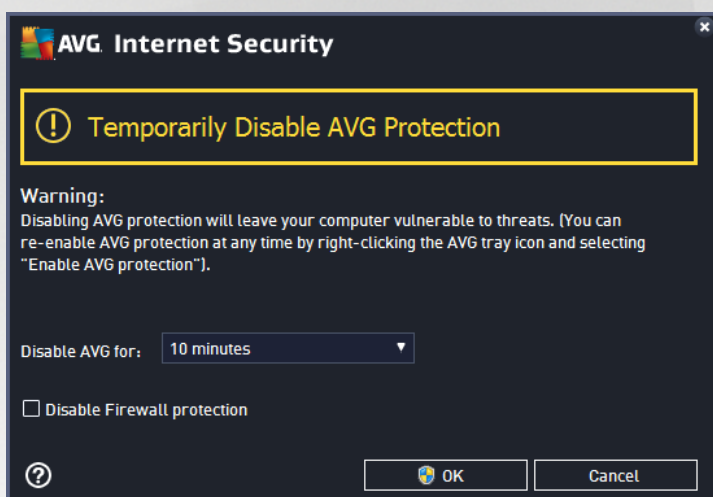 AVG. Internet Security
Temporarily Disable AVG Protection
Warning:
Disabling AVG protection will leave your computer vulnerable to threats. (You can
re-enable AVG protection at any time by right-clicking the AVG tray icon and selecting
"Enable AVG protection").
Disable AVG for: 10 minutes
Disable Firewall protection
OK Cancel